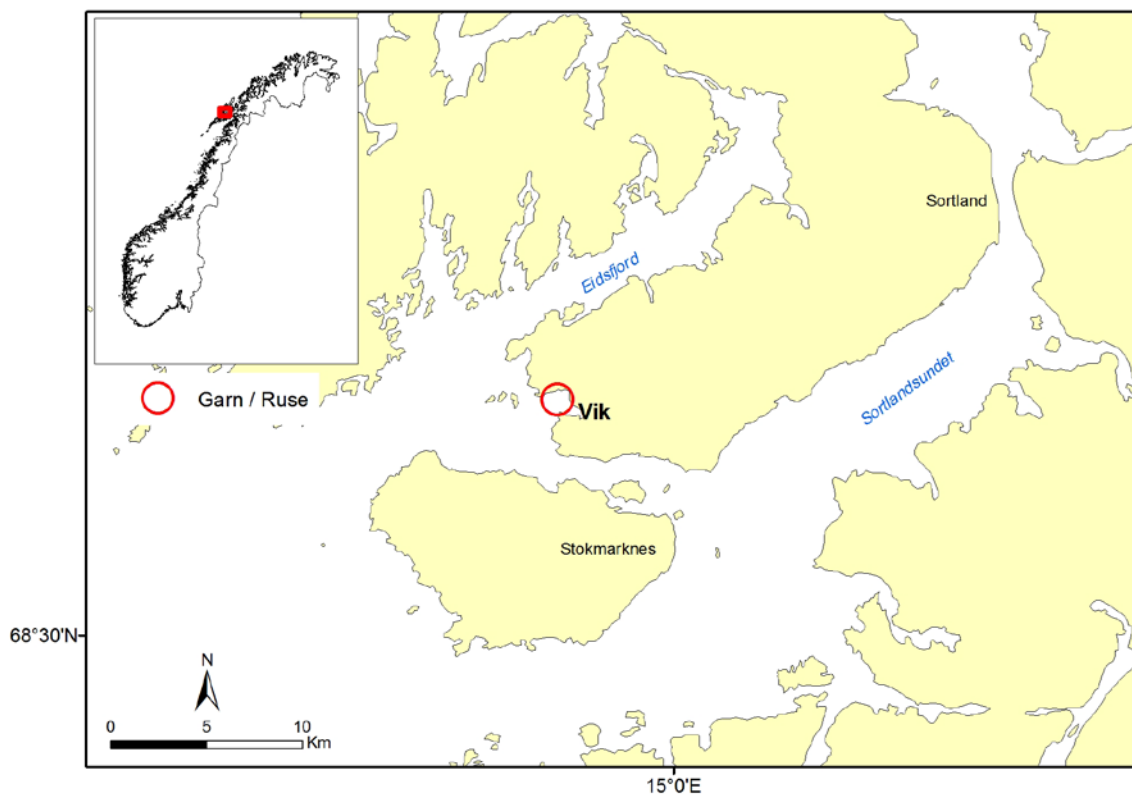 Sortland
Eidsfjord
Sortlandsundet
Garn / Ruse
Vik
Stokmarknes
68°30'N
N
0 5 10
Km
15°0'E